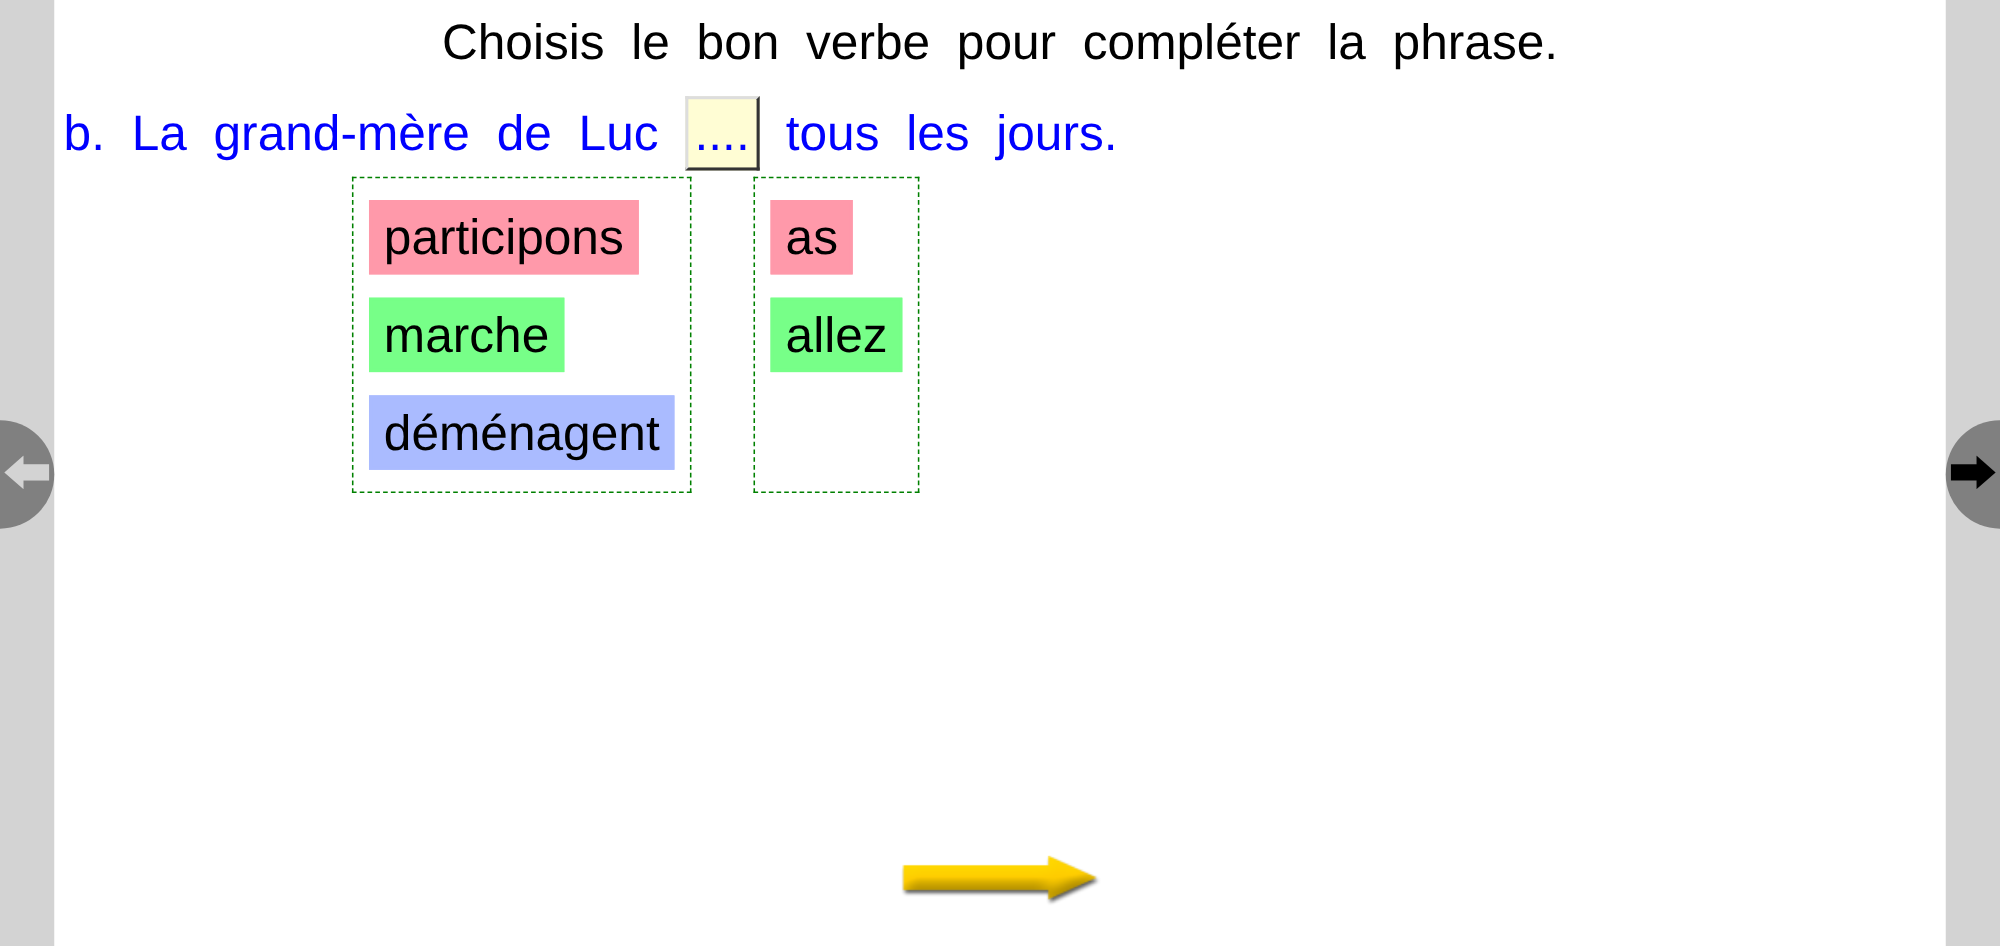 Choisis le bon verbe pour compléter la phrase.
b. La grand-mère de Luc .... tous les jours.
participons
marche
déménagent
as
allez